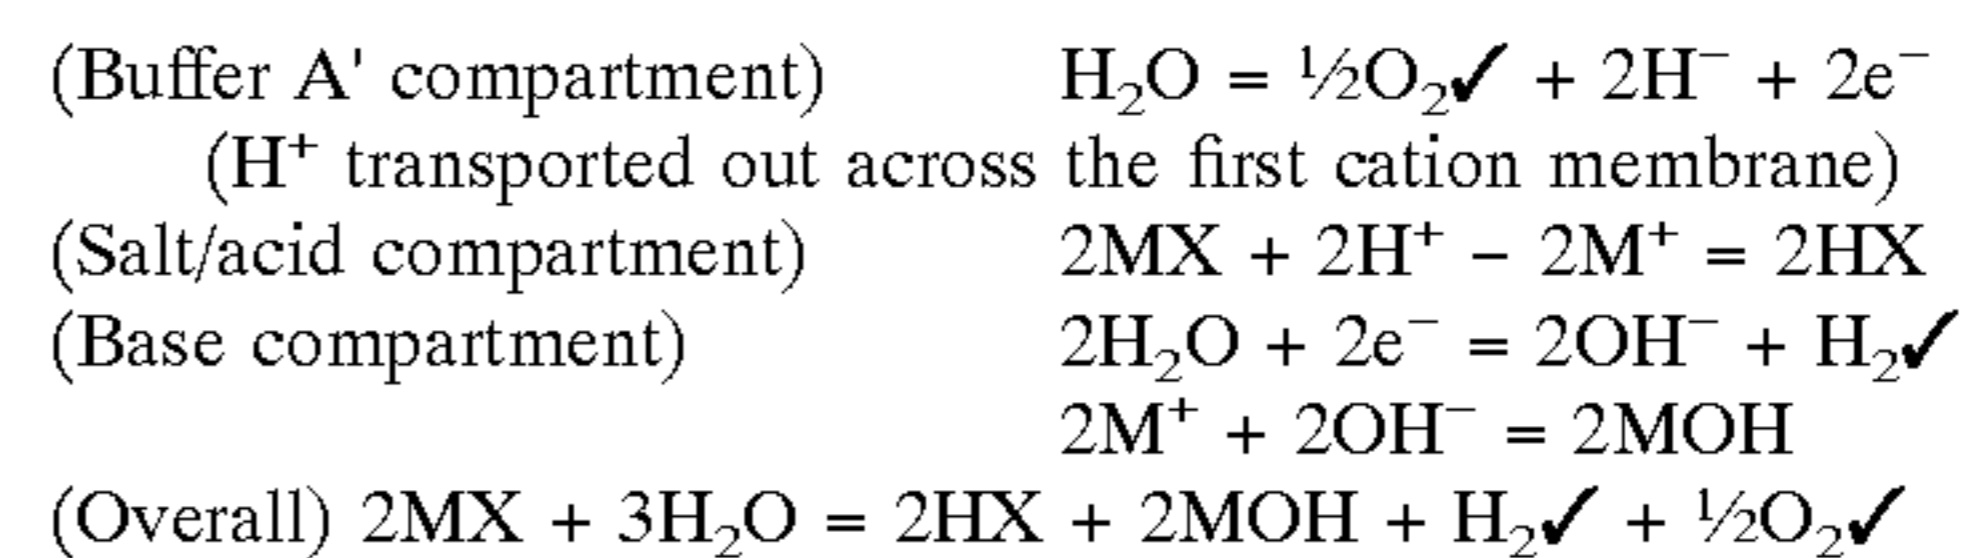 (Buffer A' compartment) H₂O = ½O₂✓ + 2H⁻ + 2e⁻
(H⁺ transported out across the first cation membrane)
(Salt/acid compartment) 2MX + 2H⁺ − 2M⁺ = 2HX
(Base compartment) 2H₂O + 2e⁻ = 2OH⁻ + H₂✓
2M⁺ + 2OH⁻ = 2MOH
(Overall) 2MX + 3H₂O = 2HX + 2MOH + H₂✓ + ½O₂✓